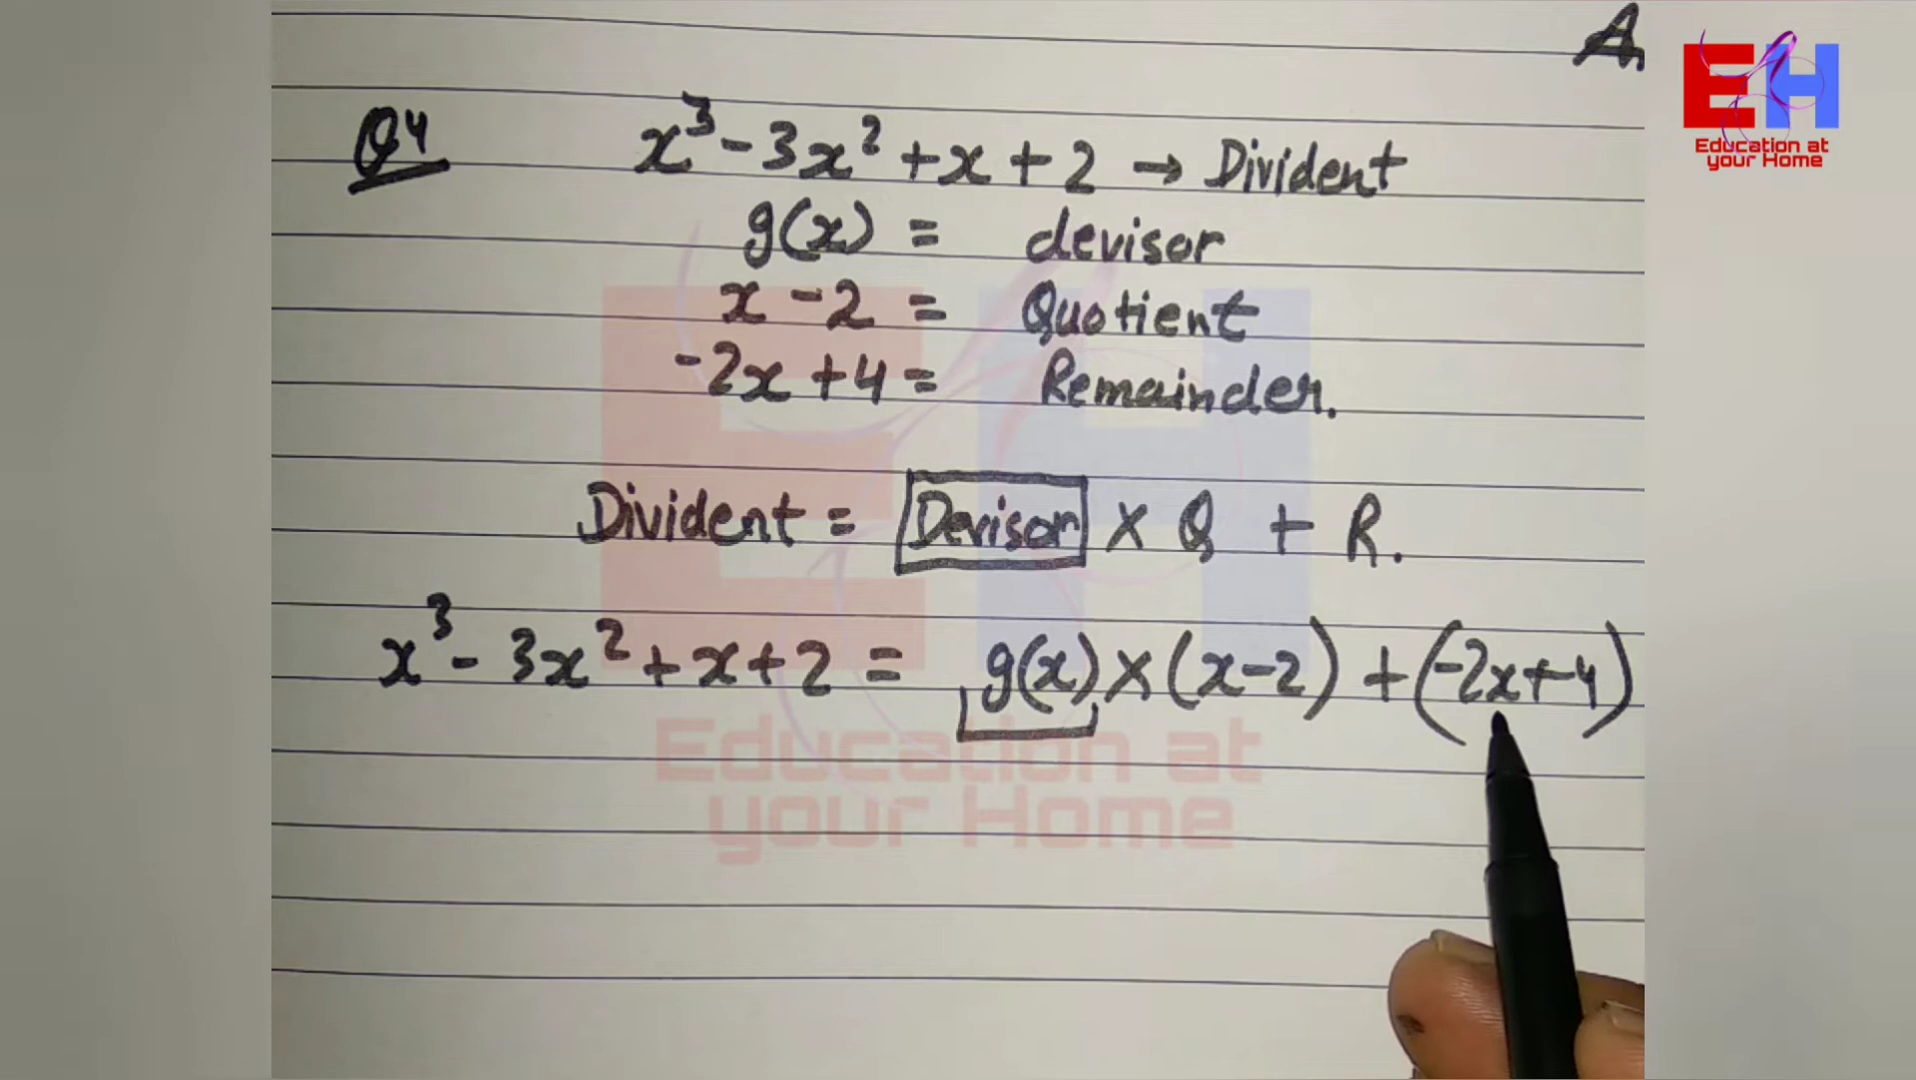 A.
EH
Education at
your Home
Q4 x³ - 3x² + x + 2 → Divident
g(x) = devisor
x - 2 = Quotient
-2x + 4 = Remainder.
Divident = Devisor × Q + R.
x³ - 3x² + x + 2 = g(x) × (x-2) + (-2x+4)
EH
Education at
your Home